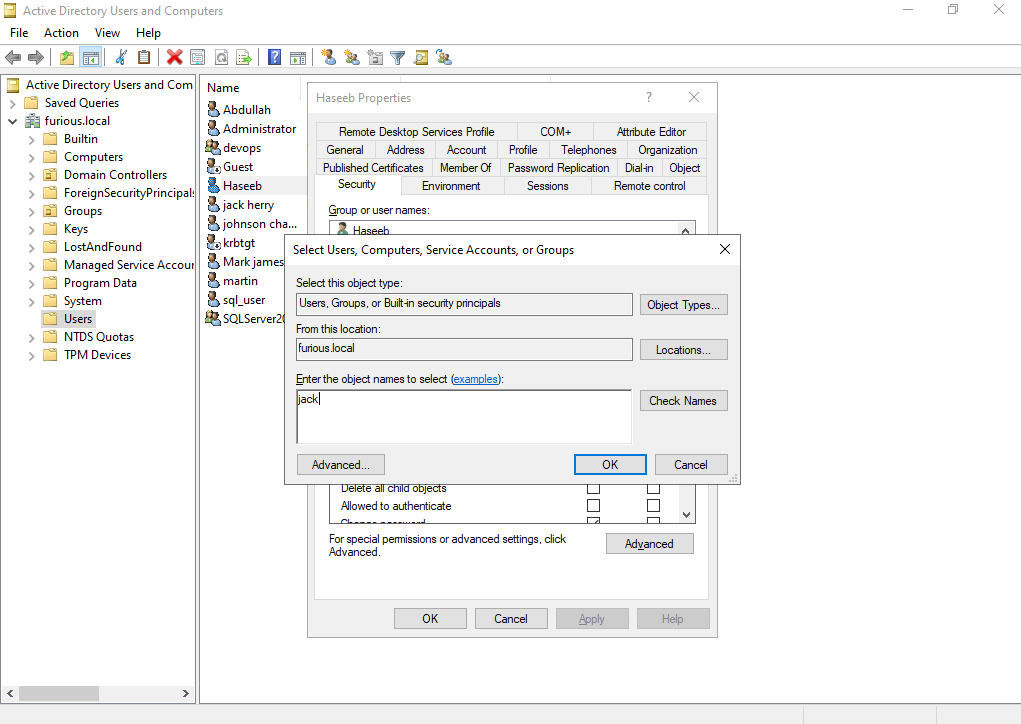 Active Directory Users and Computers
File Action View Help
Active Directory Users and Com
Saved Queries
furious.local
Builtin
Computers
Domain Controllers
ForeignSecurityPrincipals
Groups
Keys
LostAndFound
Managed Service Accour
Program Data
System
Users
NTDS Quotas
TPM Devices
Name
Abdullah
Administrator
devops
Guest
Haseeb
jack herry
johnson cha...
krbtgt
Mark james
martin
sql_user
SQLServer20
Haseeb Properties
Remote Desktop Services Profile COM+ Attribute Editor
General Address Account Profile Telephones Organization
Published Certificates Member Of Password Replication Dial-in Object
Security Environment Sessions Remote control
Group or user names:
Haseeb
Select Users, Computers, Service Accounts, or Groups
Select this object type:
Users, Groups, or Built-in security principals Object Types...
From this location:
furious.local Locations...
Enter the object names to select (examples):
jack Check Names
Advanced... OK Cancel
Delete all child objects
Allowed to authenticate
Change password
For special permissions or advanced settings, click
Advanced. Advanced
OK Cancel Apply Help